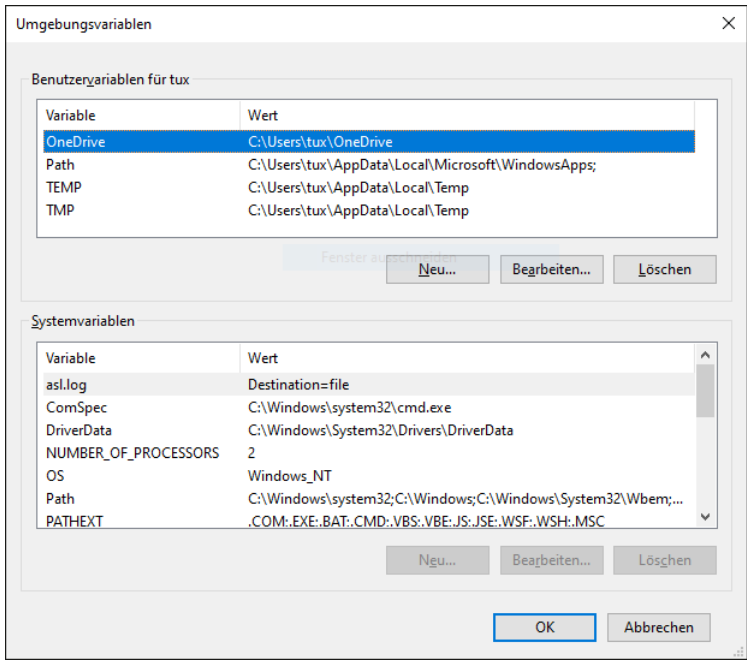 Umgebungsvariablen
Benutzervariablen für tux
Variable Wert
OneDrive C:\Users\tux\OneDrive
Path C:\Users\tux\AppData\Local\Microsoft\WindowsApps;
TEMP C:\Users\tux\AppData\Local\Temp
TMP C:\Users\tux\AppData\Local\Temp
Fenster ausschneiden
Neu... Bearbeiten... Löschen
Systemvariablen
Variable Wert
asl.log Destination=file
ComSpec C:\Windows\system32\cmd.exe
DriverData C:\Windows\System32\Drivers\DriverData
NUMBER_OF_PROCESSORS 2
OS Windows_NT
Path C:\Windows\system32;C:\Windows;C:\Windows\System32\Wbem;...
PATHEXT .COM;.EXE;.BAT;.CMD;.VBS;.VBE;.JS;.JSE;.WSF;.WSH;.MSC
Neu... Bearbeiten... Löschen
OK Abbrechen